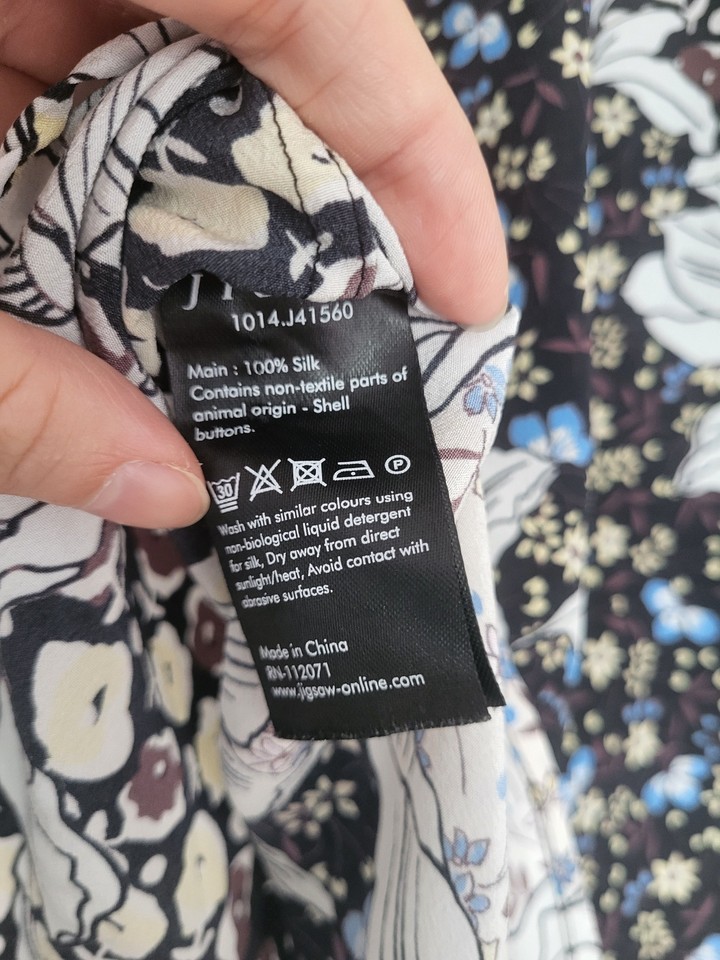 1014.J41560
Main : 100% Silk
Contains non-textile parts of
animal origin - Shell
buttons.
30 P
Wash with similar colours using
non-biological liquid detergent
for silk, Dry away from direct
sunlight/heat, Avoid contact with
abrasive surfaces.
Made in China
RN-112071
www.jigsaw-online.com